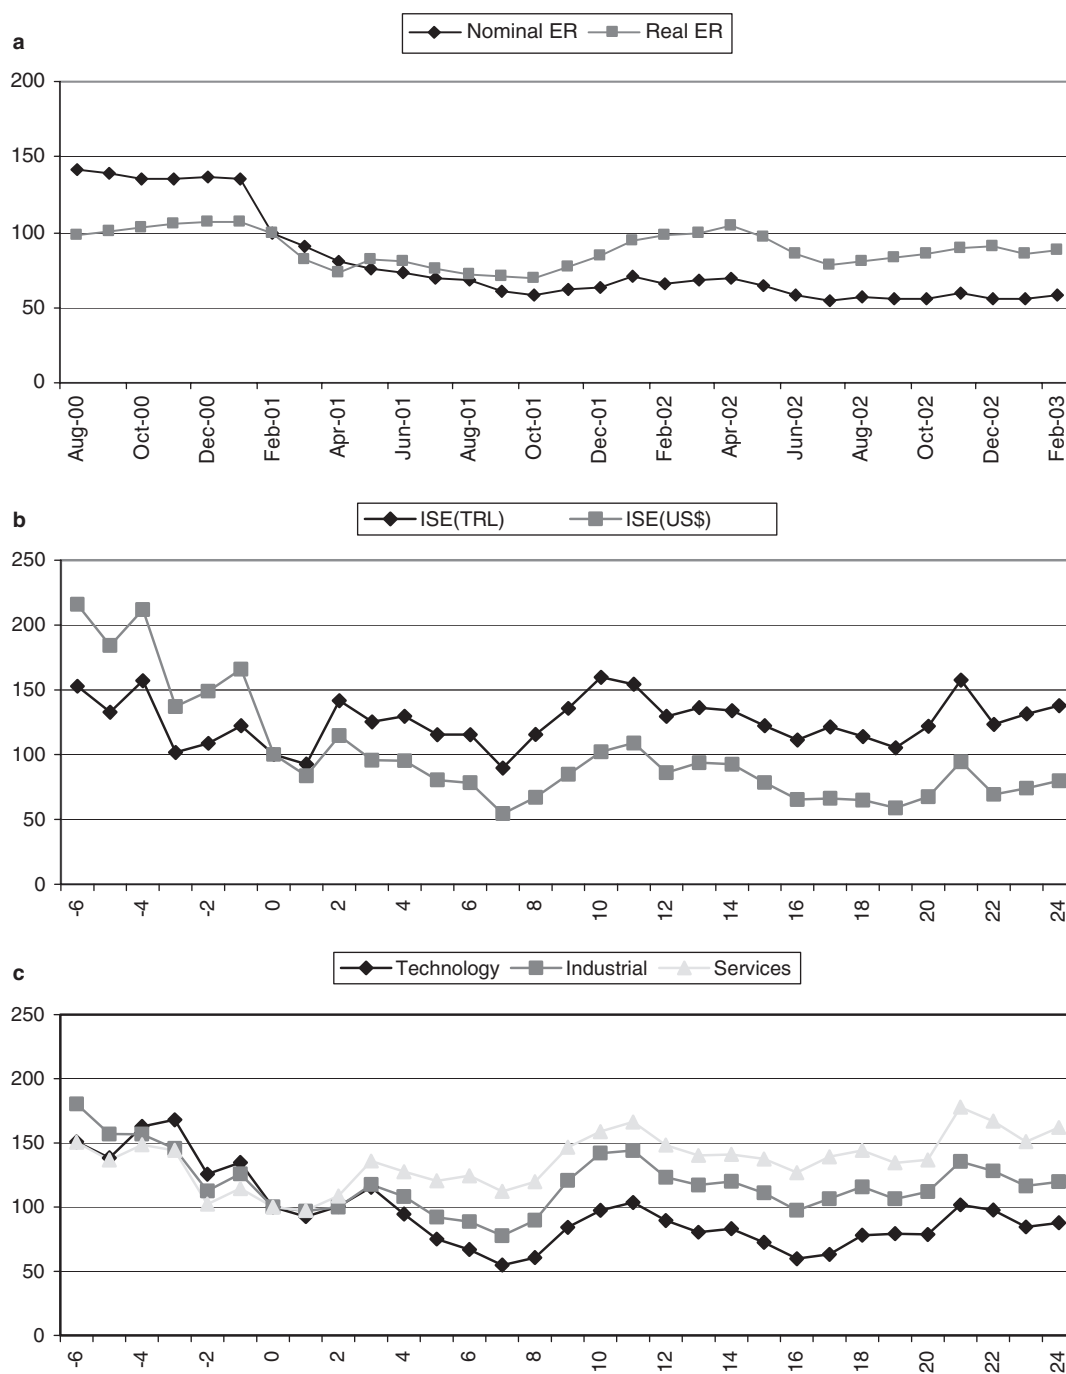 a
Nominal ER Real ER
200
150
100
50
0
Aug-00 Oct-00 Dec-00 Feb-01 Apr-01 Jun-01 Aug-01 Oct-01 Dec-01 Feb-02 Apr-02 Jun-02 Aug-02 Oct-02 Dec-02 Feb-03
b
ISE(TRL) ISE(US$)
250
200
150
100
50
0
-6 -4 -2 0 2 4 6 8 10 12 14 16 18 20 22 24
c
Technology Industrial Services
250
200
150
100
50
0
-6 -4 -2 0 2 4 6 8 10 12 14 16 18 20 22 24